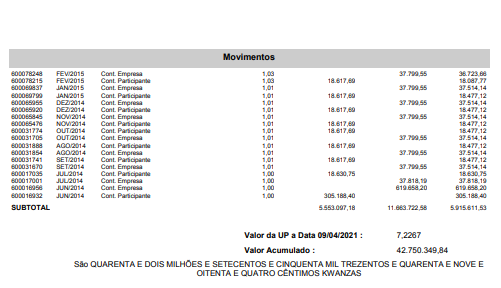 Movimentos
600078248 FEV/2015 Cont. Empresa 1,03 37.799,55 36.723,66
600078215 FEV/2015 Cont. Participante 1,03 18.617,69 18.087,77
600069837 JAN/2015 Cont. Empresa 1,01 37.799,55 37.514,14
600069799 JAN/2015 Cont. Participante 1,01 18.617,69 18.477,12
600065955 DEZ/2014 Cont. Empresa 1,01 37.799,55 37.514,14
600065920 DEZ/2014 Cont. Participante 1,01 18.617,69 18.477,12
600065845 NOV/2014 Cont. Empresa 1,01 37.799,55 37.514,14
600065476 NOV/2014 Cont. Participante 1,01 18.617,69 18.477,12
600031774 OUT/2014 Cont. Participante 1,01 18.617,69 18.477,12
600031705 OUT/2014 Cont. Empresa 1,01 37.799,55 37.514,14
600031888 AGO/2014 Cont. Participante 1,01 18.617,69 18.477,12
600031854 AGO/2014 Cont. Empresa 1,01 37.799,55 37.514,14
600031741 SET/2014 Cont. Participante 1,01 18.617,69 18.477,12
600031670 SET/2014 Cont. Empresa 1,01 37.799,55 37.514,14
600017035 JUL/2014 Cont. Participante 1,00 18.630,75 18.630,75
600017001 JUL/2014 Cont. Empresa 1,00 37.818,19 37.818,19
600016956 JUN/2014 Cont. Empresa 1,00 619.658,20 619.658,20
600016932 JUN/2014 Cont. Participante 1,00 305.188,40 305.188,40
SUBTOTAL 5.553.097,18 11.663.722,58 5.915.611,53
Valor da UP a Data 09/04/2021 : 7,2267
Valor Acumulado : 42.750.349,84
São QUARENTA E DOIS MILHÕES E SETECENTOS E CINQUENTA MIL TREZENTOS E QUARENTA E NOVE E
OITENTA E QUATRO CÊNTIMOS KWANZAS